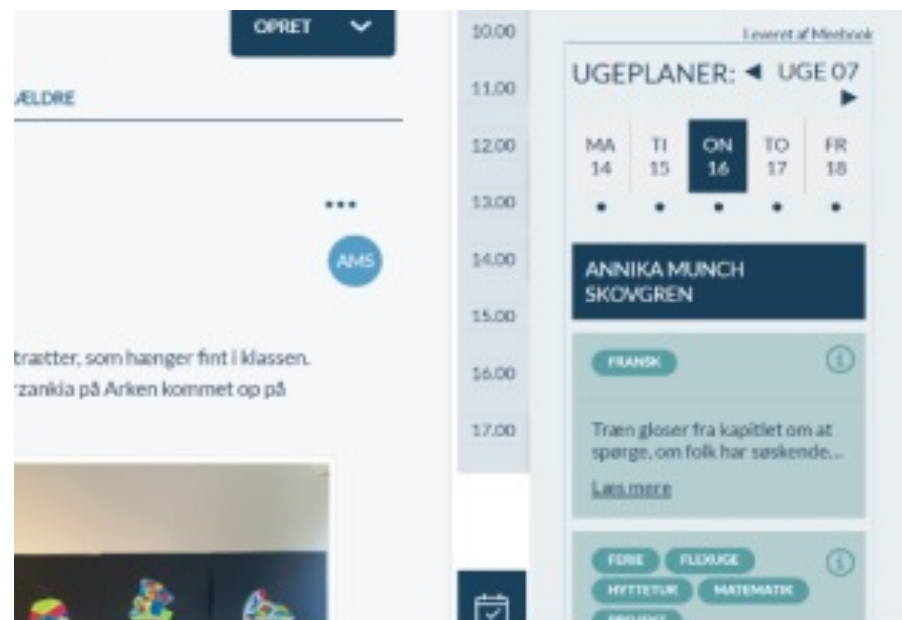 OPRET
ÆLDRE
AMS
trætter, som hænger fint i klassen.
rzankia på Arken kommet op på
10.00
11.00
12.00
13.00
14.00
15.00
16.00
17.00
Leveret af Meebook
UGEPLANER: ◄ UGE 07
►
MA TI ON TO FR
14 15 16 17 18
ANNIKA MUNCH
SKOVGREN
FRANSK
Træn gloser fra kapitlet om at
spørge, om folk har søskende...
Læs mere
FERIE FLEXUGE
HYTTETUR MATEMATIK
PROJEKT